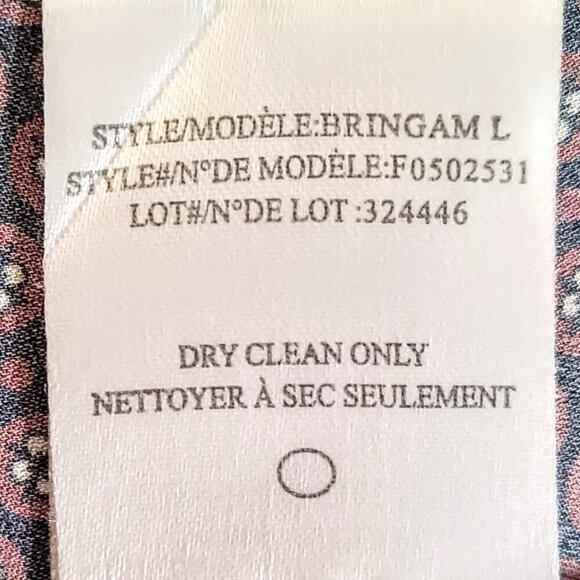 STYLE/MODÈLE:BRINGAM L
STYLE#/N°DE MODÈLE:F0502531
LOT#/N°DE LOT :324446
DRY CLEAN ONLY
NETTOYER À SEC SEULEMENT